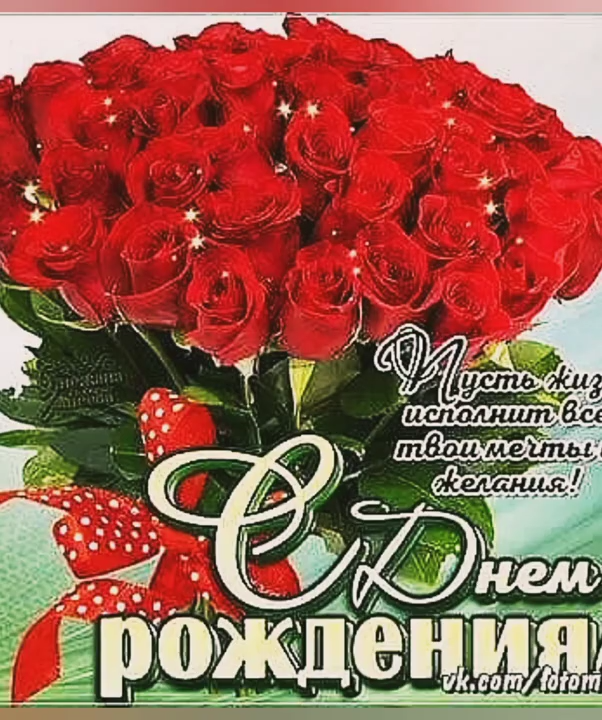 Пусть жиз
исполнит все
твои мечты
желания!
С Днем
рождения
vk.com/fotom